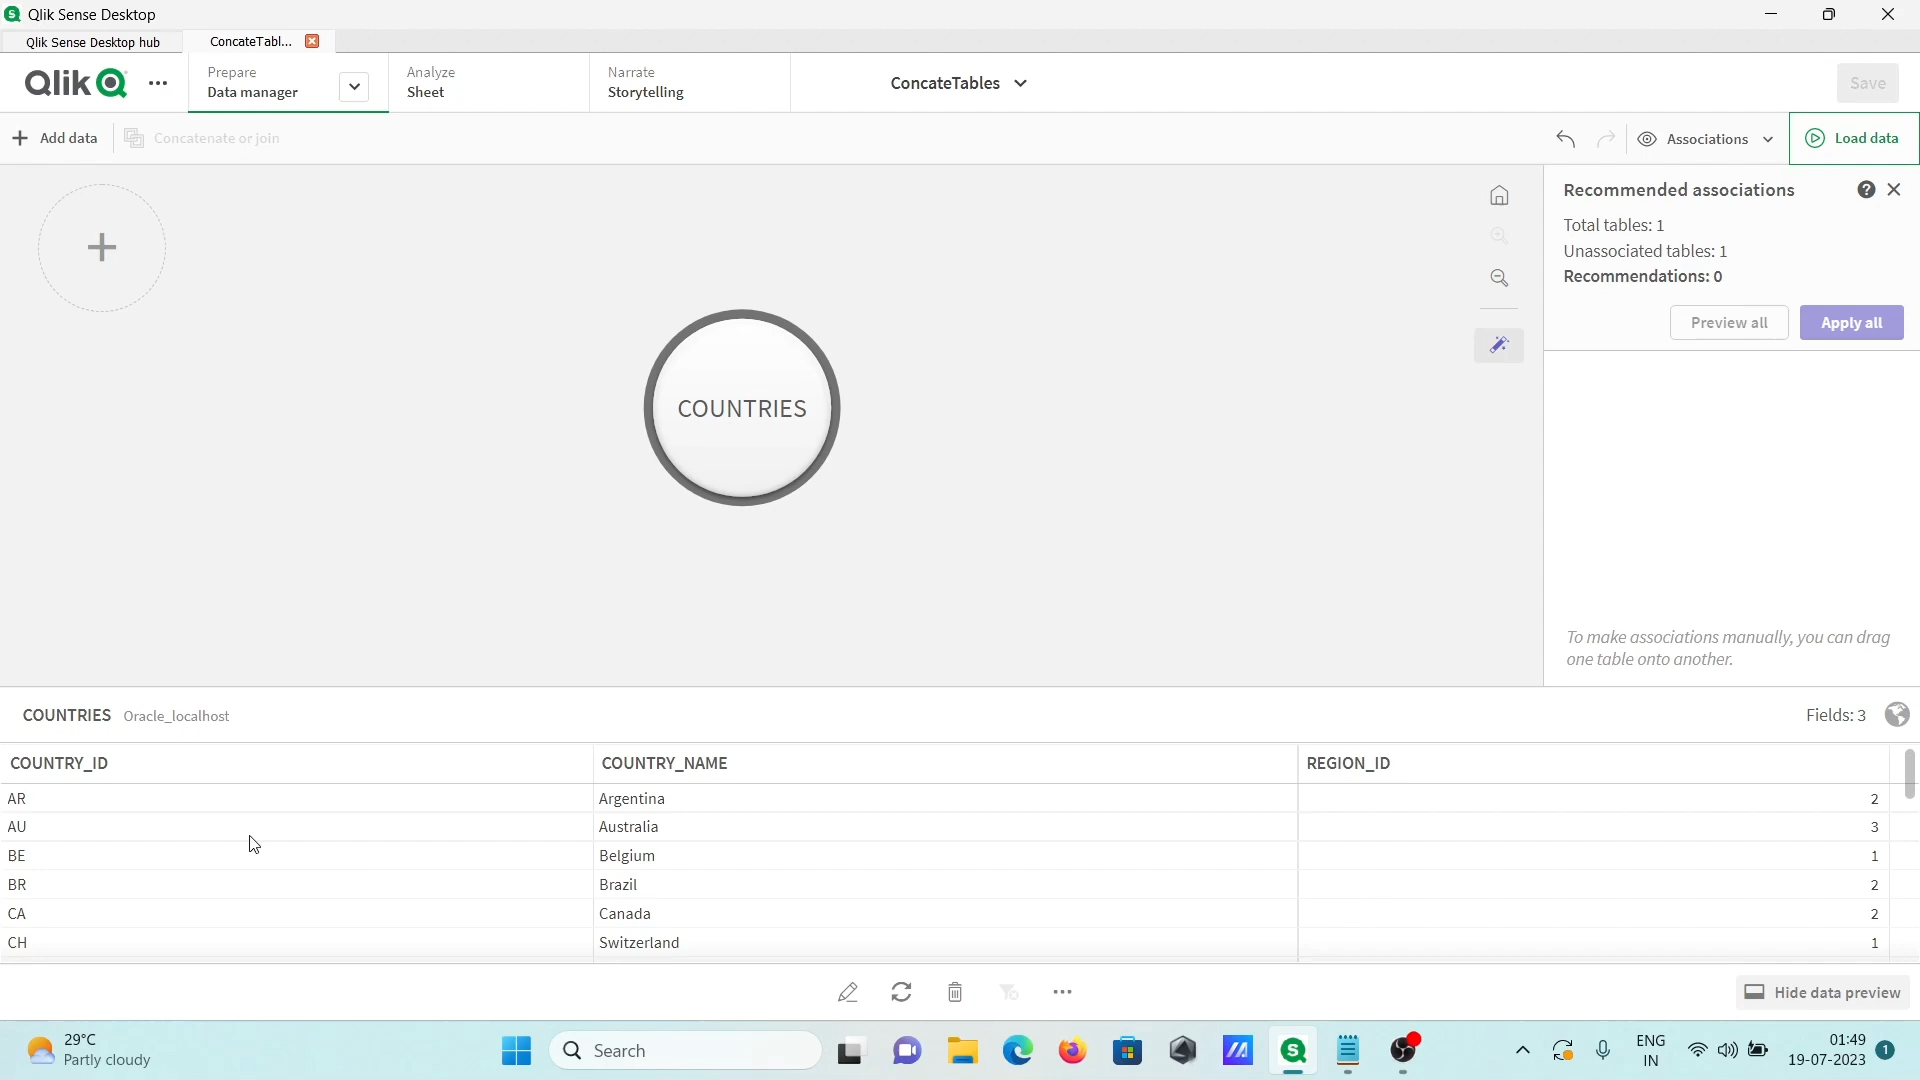 Qlik Sense Desktop
Qlik Sense Desktop hub
ConcateTabl...
Qlik
Prepare
Data manager
Analyze
Sheet
Narrate
Storytelling
ConcateTables
Save
Add data
Concatenate or join
Associations
Load data
Recommended associations
Total tables: 1
Unassociated tables: 1
Recommendations: 0
Preview all
Apply all
COUNTRIES
To make associations manually, you can drag
one table onto another.
COUNTRIES Oracle_localhost
Fields: 3
COUNTRY_ID COUNTRY_NAME REGION_ID
AR Argentina 2
AU Australia 3
BE Belgium 1
BR Brazil 2
CA Canada 2
CH Switzerland 1
Hide data preview
29°C
Partly cloudy
Search
ENG
IN
01:49
19-07-2023
1